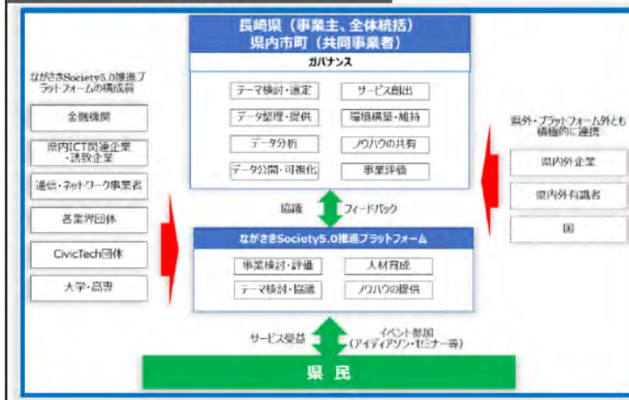 長崎県（事業主、全体統括）
県内市町（共同事業者）
ガバナンス
テーマ検討・選定
サービス創出
データ整理・提供
環境構築・維持
データ分析
ノウハウの共有
データ公開・可視化
事業評価
ながさきSociety5.0推進プ
ラットフォームの構成員
金融機関
県内ICT関連企業
・誘致企業
通信・ネットワーク事業者
各業界団体
CivicTech団体
大学・高専
県外・プラットフォーム外とも
積極的に連携
県内外企業
県内外有識者
国
協議
フィードバック
ながさきSociety5.0推進プラットフォーム
事業検討・評価
人材育成
テーマ検討・協議
ノウハウの提供
サービス受益
イベント参加
（アイディアソン・セミナー等）
県 民